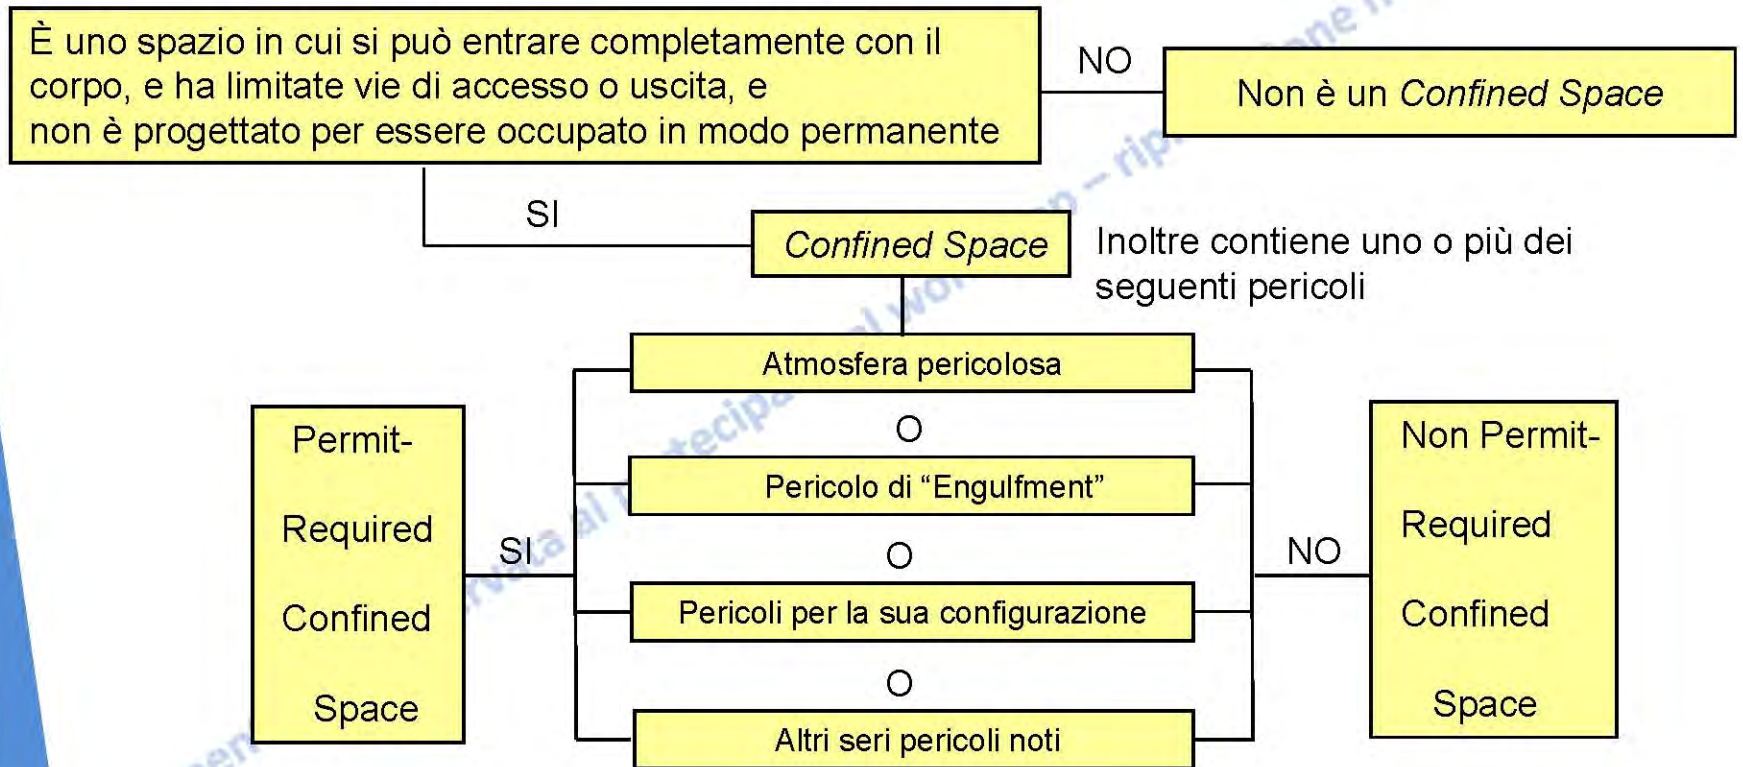 È uno spazio in cui si può entrare completamente con il
corpo, e ha limitate vie di accesso o uscita, e
non è progettato per essere occupato in modo permanente
NO
Non è un Confined Space
SI
Confined Space
Inoltre contiene uno o più dei
seguenti pericoli
Atmosfera pericolosa
O
Pericolo di “Engulfment”
O
Pericoli per la sua configurazione
O
Altri seri pericoli noti
Permit-
Required
Confined
Space
SI
NO
Non Permit-
Required
Confined
Space